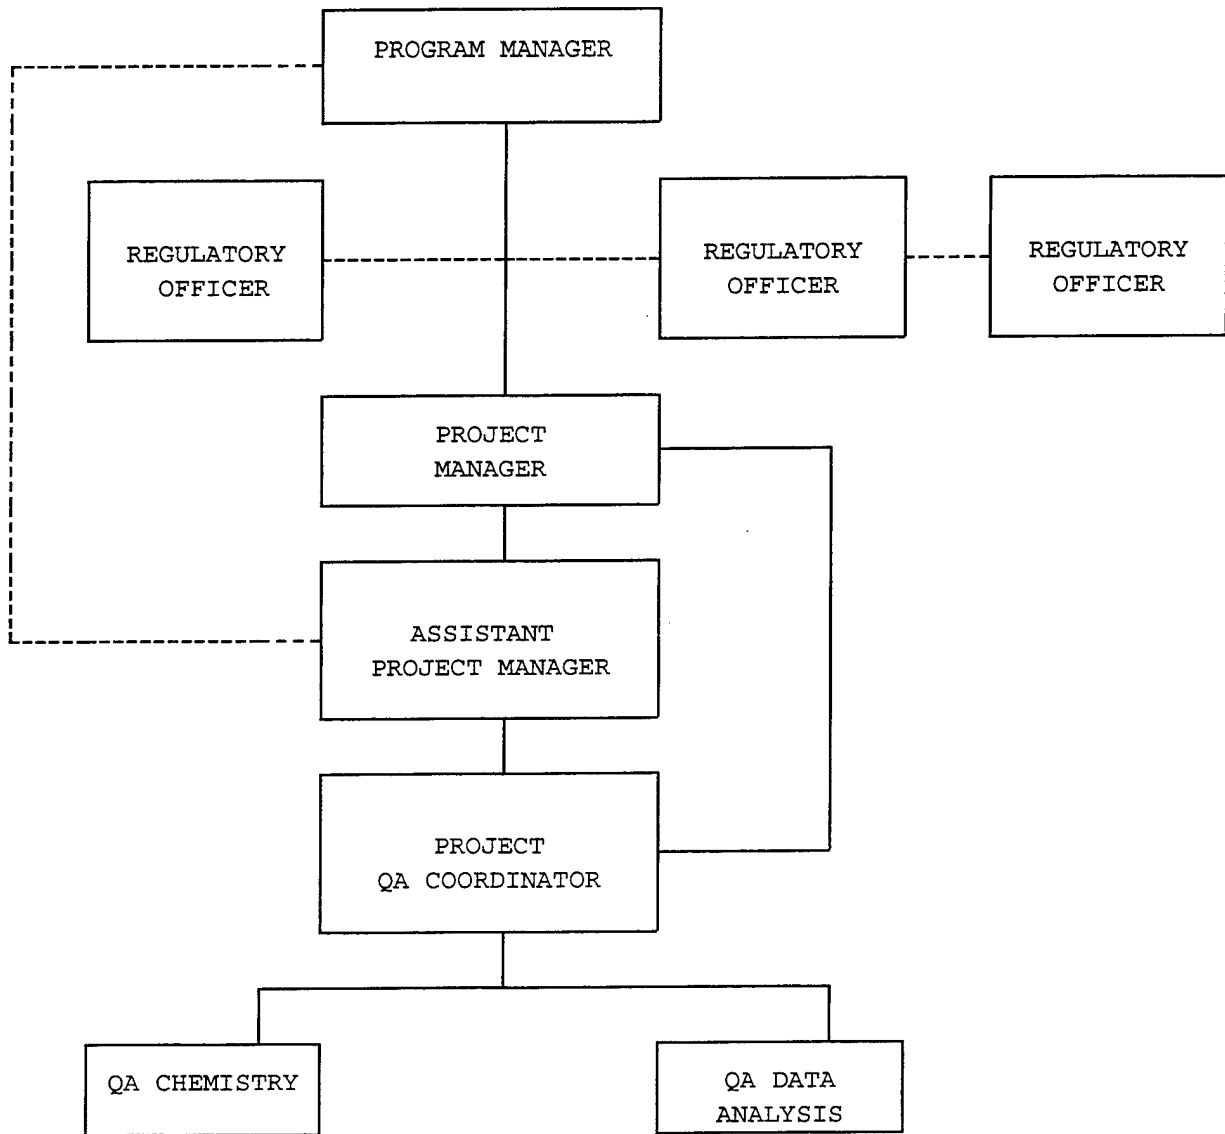 PROGRAM MANAGER
REGULATORY
OFFICER
REGULATORY
OFFICER
REGULATORY
OFFICER
PROJECT
MANAGER
ASSISTANT
PROJECT MANAGER
PROJECT
QA COORDINATOR
QA CHEMISTRY
QA DATA
ANALYSIS